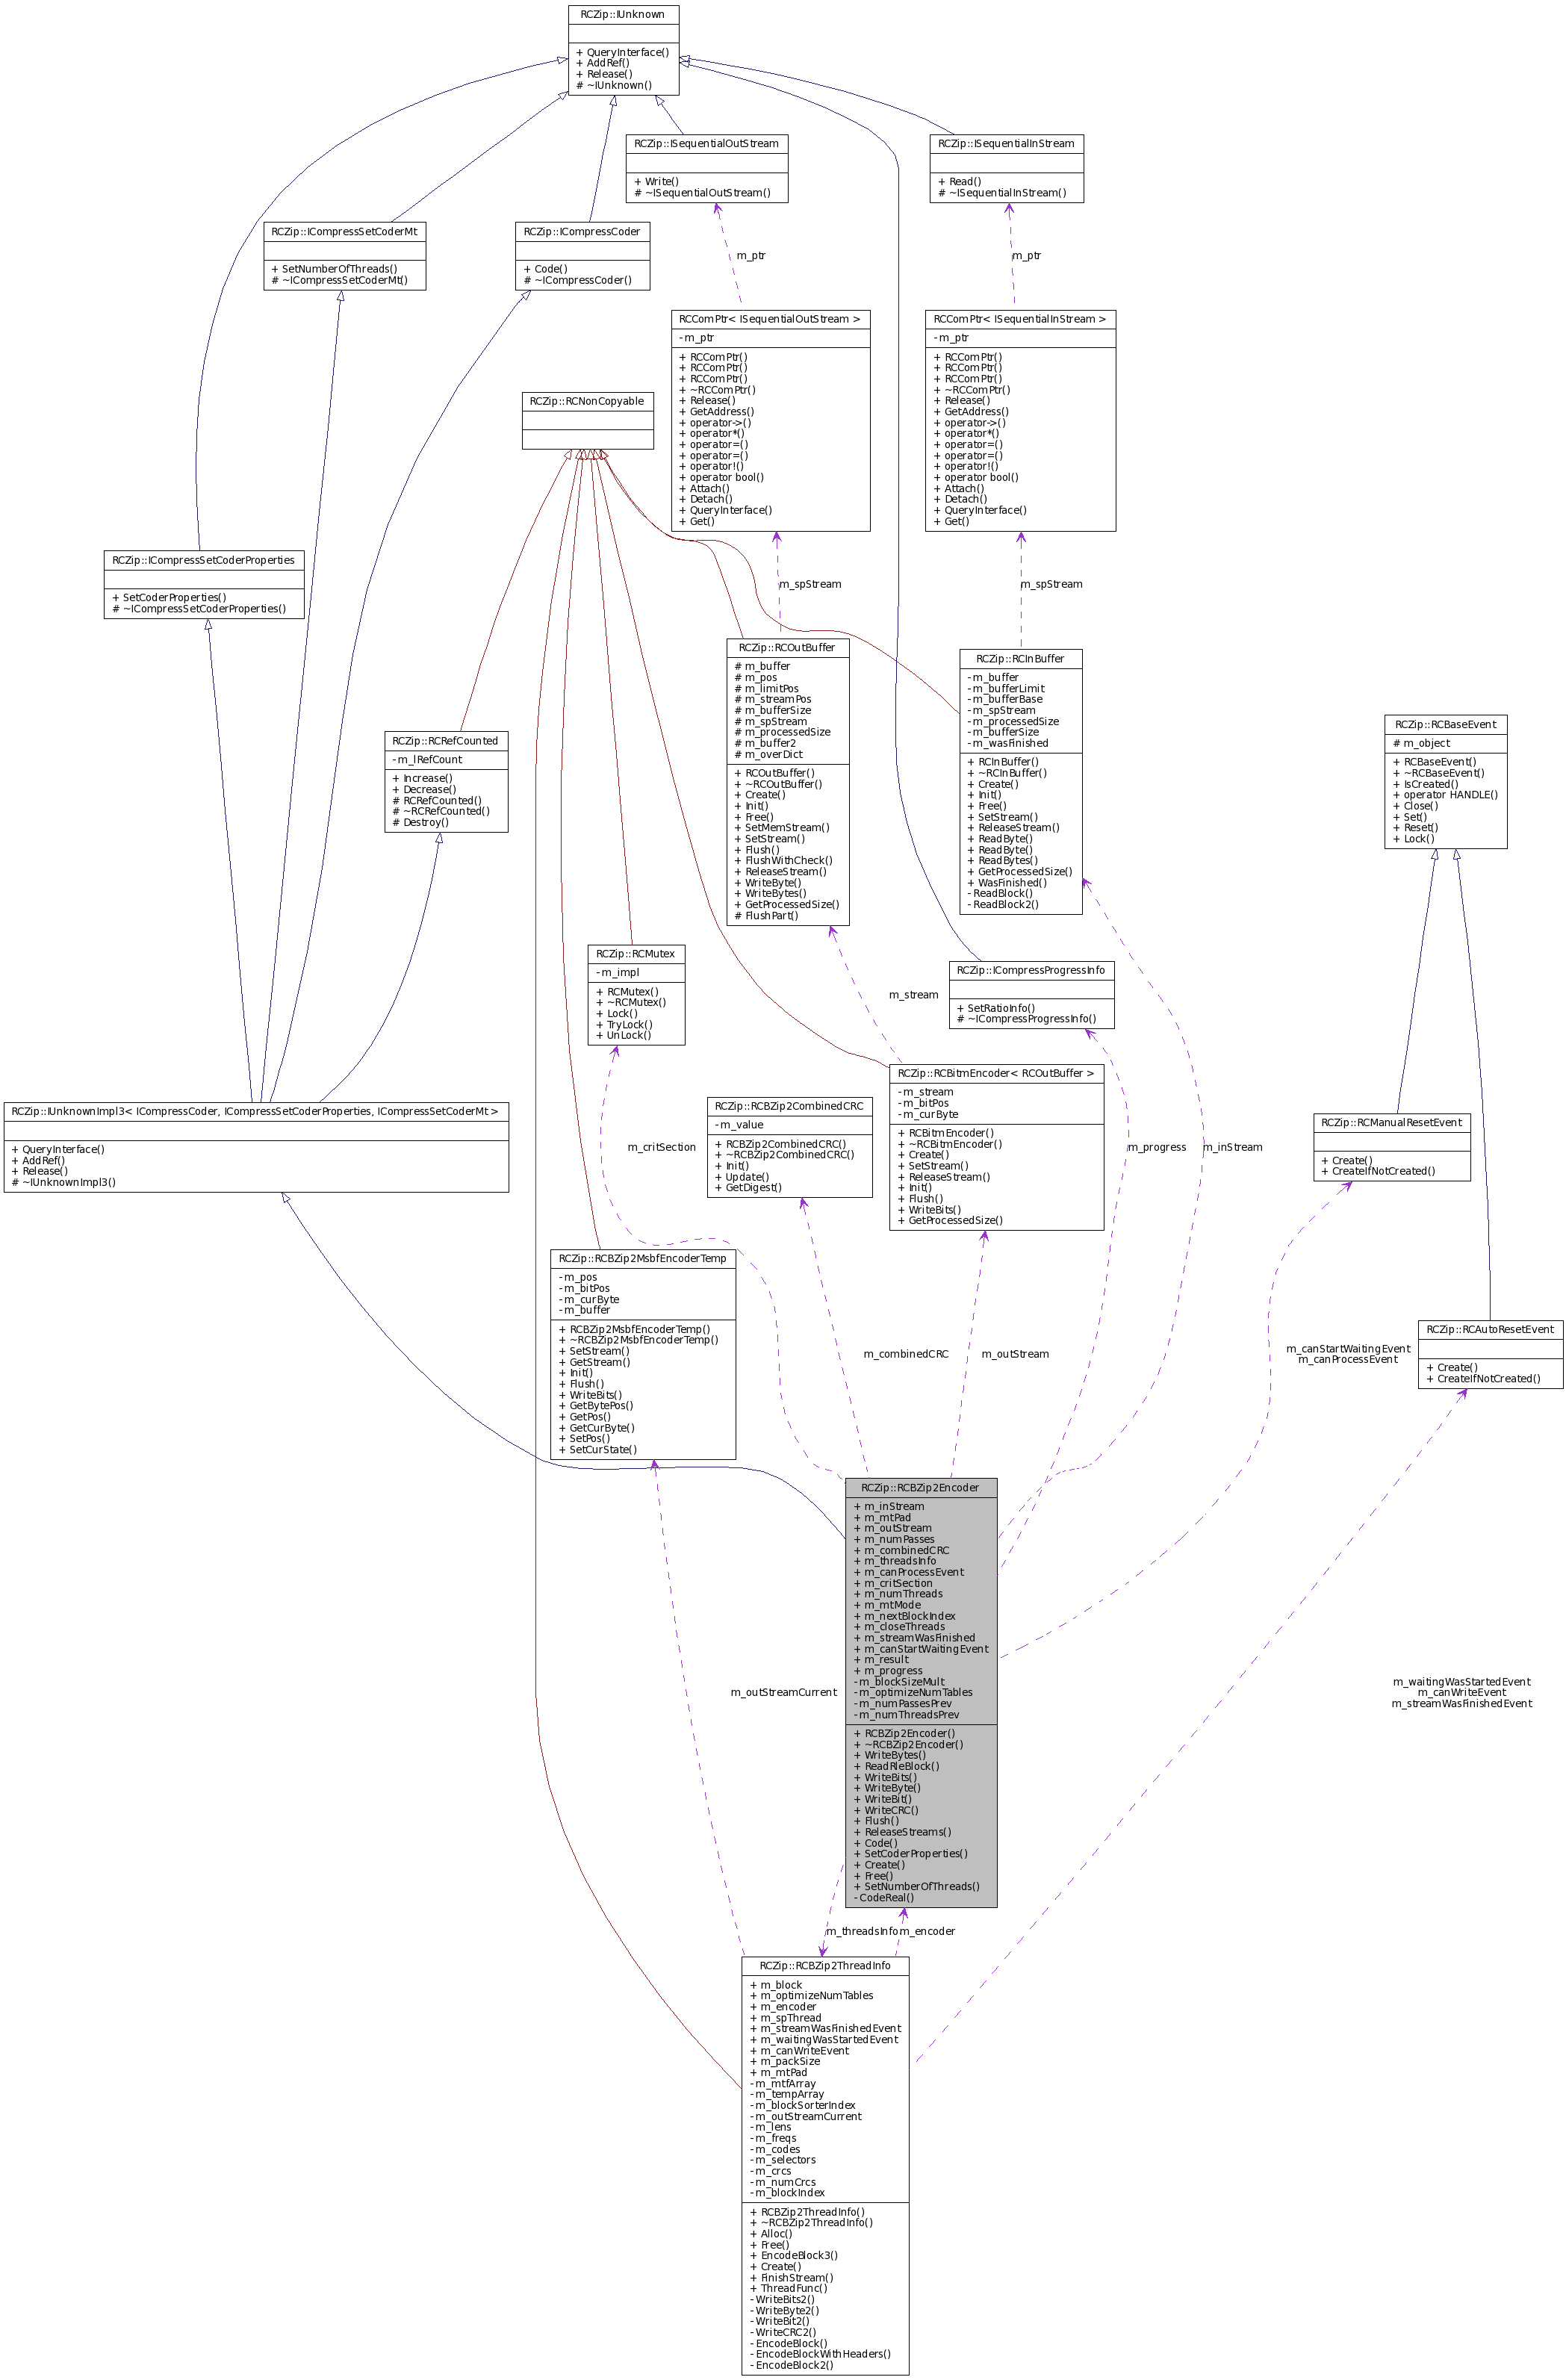 RCZip::IUnknown
+ QueryInterface()
+ AddRef()
+ Release()
# ~IUnknown()
RCZip::ISequentialOutStream
+ Write()
# ~ISequentialOutStream()
RCZip::ISequentialInStream
+ Read()
# ~ISequentialInStream()
RCZip::ICompressSetCoderMt
+ SetNumberOfThreads()
# ~ICompressSetCoderMt()
RCZip::ICompressCoder
+ Code()
# ~ICompressCoder()
m_ptr
m_ptr
RCComPtr< ISequentialOutStream >
- m_ptr
+ RCComPtr()
+ RCComPtr()
+ RCComPtr()
+ ~RCComPtr()
+ Release()
+ GetAddress()
+ operator->()
+ operator*()
+ operator=()
+ operator=()
+ operator!()
+ operator bool()
+ Attach()
+ Detach()
+ QueryInterface()
+ Get()
RCComPtr< ISequentialInStream >
- m_ptr
+ RCComPtr()
+ RCComPtr()
+ RCComPtr()
+ ~RCComPtr()
+ Release()
+ GetAddress()
+ operator->()
+ operator*()
+ operator=()
+ operator=()
+ operator!()
+ operator bool()
+ Attach()
+ Detach()
+ QueryInterface()
+ Get()
RCZip::RCNonCopyable
RCZip::ICompressSetCoderProperties
+ SetCoderProperties()
# ~ICompressSetCoderProperties()
m_spStream
m_spStream
RCZip::RCOutBuffer
# m_buffer
# m_pos
# m_limitPos
# m_streamPos
# m_bufferSize
# m_spStream
# m_processedSize
# m_buffer2
# m_overDict
+ RCOutBuffer()
+ ~RCOutBuffer()
+ Create()
+ Init()
+ Free()
+ SetMemStream()
+ SetStream()
+ Flush()
+ FlushWithCheck()
+ ReleaseStream()
+ WriteByte()
+ WriteBytes()
+ GetProcessedSize()
# FlushPart()
RCZip::RCInBuffer
- m_buffer
- m_bufferLimit
- m_bufferBase
- m_spStream
- m_processedSize
- m_bufferSize
- m_wasFinished
+ RCInBuffer()
+ ~RCInBuffer()
+ Create()
+ Init()
+ Free()
+ SetStream()
+ ReleaseStream()
+ ReadByte()
+ ReadByte()
+ ReadBytes()
+ GetProcessedSize()
+ WasFinished()
- ReadBlock()
- ReadBlock2()
RCZip::RCBaseEvent
# m_object
+ RCBaseEvent()
+ ~RCBaseEvent()
+ IsCreated()
+ operator HANDLE()
+ Close()
+ Set()
+ Reset()
+ Lock()
RCZip::RCRefCounted
- m_lRefCount
+ Increase()
+ Decrease()
# RCRefCounted()
# ~RCRefCounted()
# Destroy()
RCZip::RCMutex
- m_impl
+ RCMutex()
+ ~RCMutex()
+ Lock()
+ TryLock()
+ UnLock()
m_stream
RCZip::ICompressProgressInfo
+ SetRatioInfo()
# ~ICompressProgressInfo()
RCZip::RCBitmEncoder< RCOutBuffer >
- m_stream
- m_bitPos
- m_curByte
+ RCBitmEncoder()
+ ~RCBitmEncoder()
+ Create()
+ SetStream()
+ ReleaseStream()
+ Init()
+ Flush()
+ WriteBits()
+ GetProcessedSize()
RCZip::RCBZip2CombinedCRC
- m_value
+ RCBZip2CombinedCRC()
+ ~RCBZip2CombinedCRC()
+ Init()
+ Update()
+ GetDigest()
RCZip::IUnknownImpl3< ICompressCoder, ICompressSetCoderProperties, ICompressSetCoderMt >
+ QueryInterface()
+ AddRef()
+ Release()
# ~IUnknownImpl3()
RCZip::RCManualResetEvent
+ Create()
+ CreateIfNotCreated()
m_critSection
m_progress
m_inStream
RCZip::RCBZip2MsbfEncoderTemp
- m_pos
- m_bitPos
- m_curByte
- m_buffer
+ RCBZip2MsbfEncoderTemp()
+ ~RCBZip2MsbfEncoderTemp()
+ SetStream()
+ GetStream()
+ Init()
+ Flush()
+ WriteBits()
+ GetBytePos()
+ GetPos()
+ GetCurByte()
+ SetPos()
+ SetCurState()
m_combinedCRC
m_outStream
m_canStartWaitingEvent
m_canProcessEvent
RCZip::RCAutoResetEvent
+ Create()
+ CreateIfNotCreated()
RCZip::RCBZip2Encoder
+ m_inStream
+ m_mtPad
+ m_outStream
+ m_numPasses
+ m_combinedCRC
+ m_threadsInfo
+ m_canProcessEvent
+ m_critSection
+ m_numThreads
+ m_mtMode
+ m_nextBlockIndex
+ m_closeThreads
+ m_streamWasFinished
+ m_canStartWaitingEvent
+ m_result
+ m_progress
- m_blockSizeMult
- m_optimizeNumTables
- m_numPassesPrev
- m_numThreadsPrev
+ RCBZip2Encoder()
+ ~RCBZip2Encoder()
+ WriteBytes()
+ ReadRleBlock()
+ WriteBits()
+ WriteByte()
+ WriteBit()
+ WriteCRC()
+ Flush()
+ ReleaseStreams()
+ Code()
+ SetCoderProperties()
+ Create()
+ Free()
+ SetNumberOfThreads()
- CodeReal()
m_outStreamCurrent
m_waitingWasStartedEvent
m_canWriteEvent
m_streamWasFinishedEvent
m_threadsInfo
m_encoder
RCZip::RCBZip2ThreadInfo
+ m_block
+ m_optimizeNumTables
+ m_encoder
+ m_spThread
+ m_streamWasFinishedEvent
+ m_waitingWasStartedEvent
+ m_canWriteEvent
+ m_packSize
+ m_mtPad
- m_mtfArray
- m_tempArray
- m_blockSorterIndex
- m_outStreamCurrent
- m_lens
- m_freqs
- m_codes
- m_selectors
- m_crcs
- m_numCrcs
- m_blockIndex
+ RCBZip2ThreadInfo()
+ ~RCBZip2ThreadInfo()
+ Alloc()
+ Free()
+ EncodeBlock3()
+ Create()
+ FinishStream()
+ ThreadFunc()
- WriteBits2()
- WriteByte2()
- WriteBit2()
- WriteCRC2()
- EncodeBlock()
- EncodeBlockWithHeaders()
- EncodeBlock2()